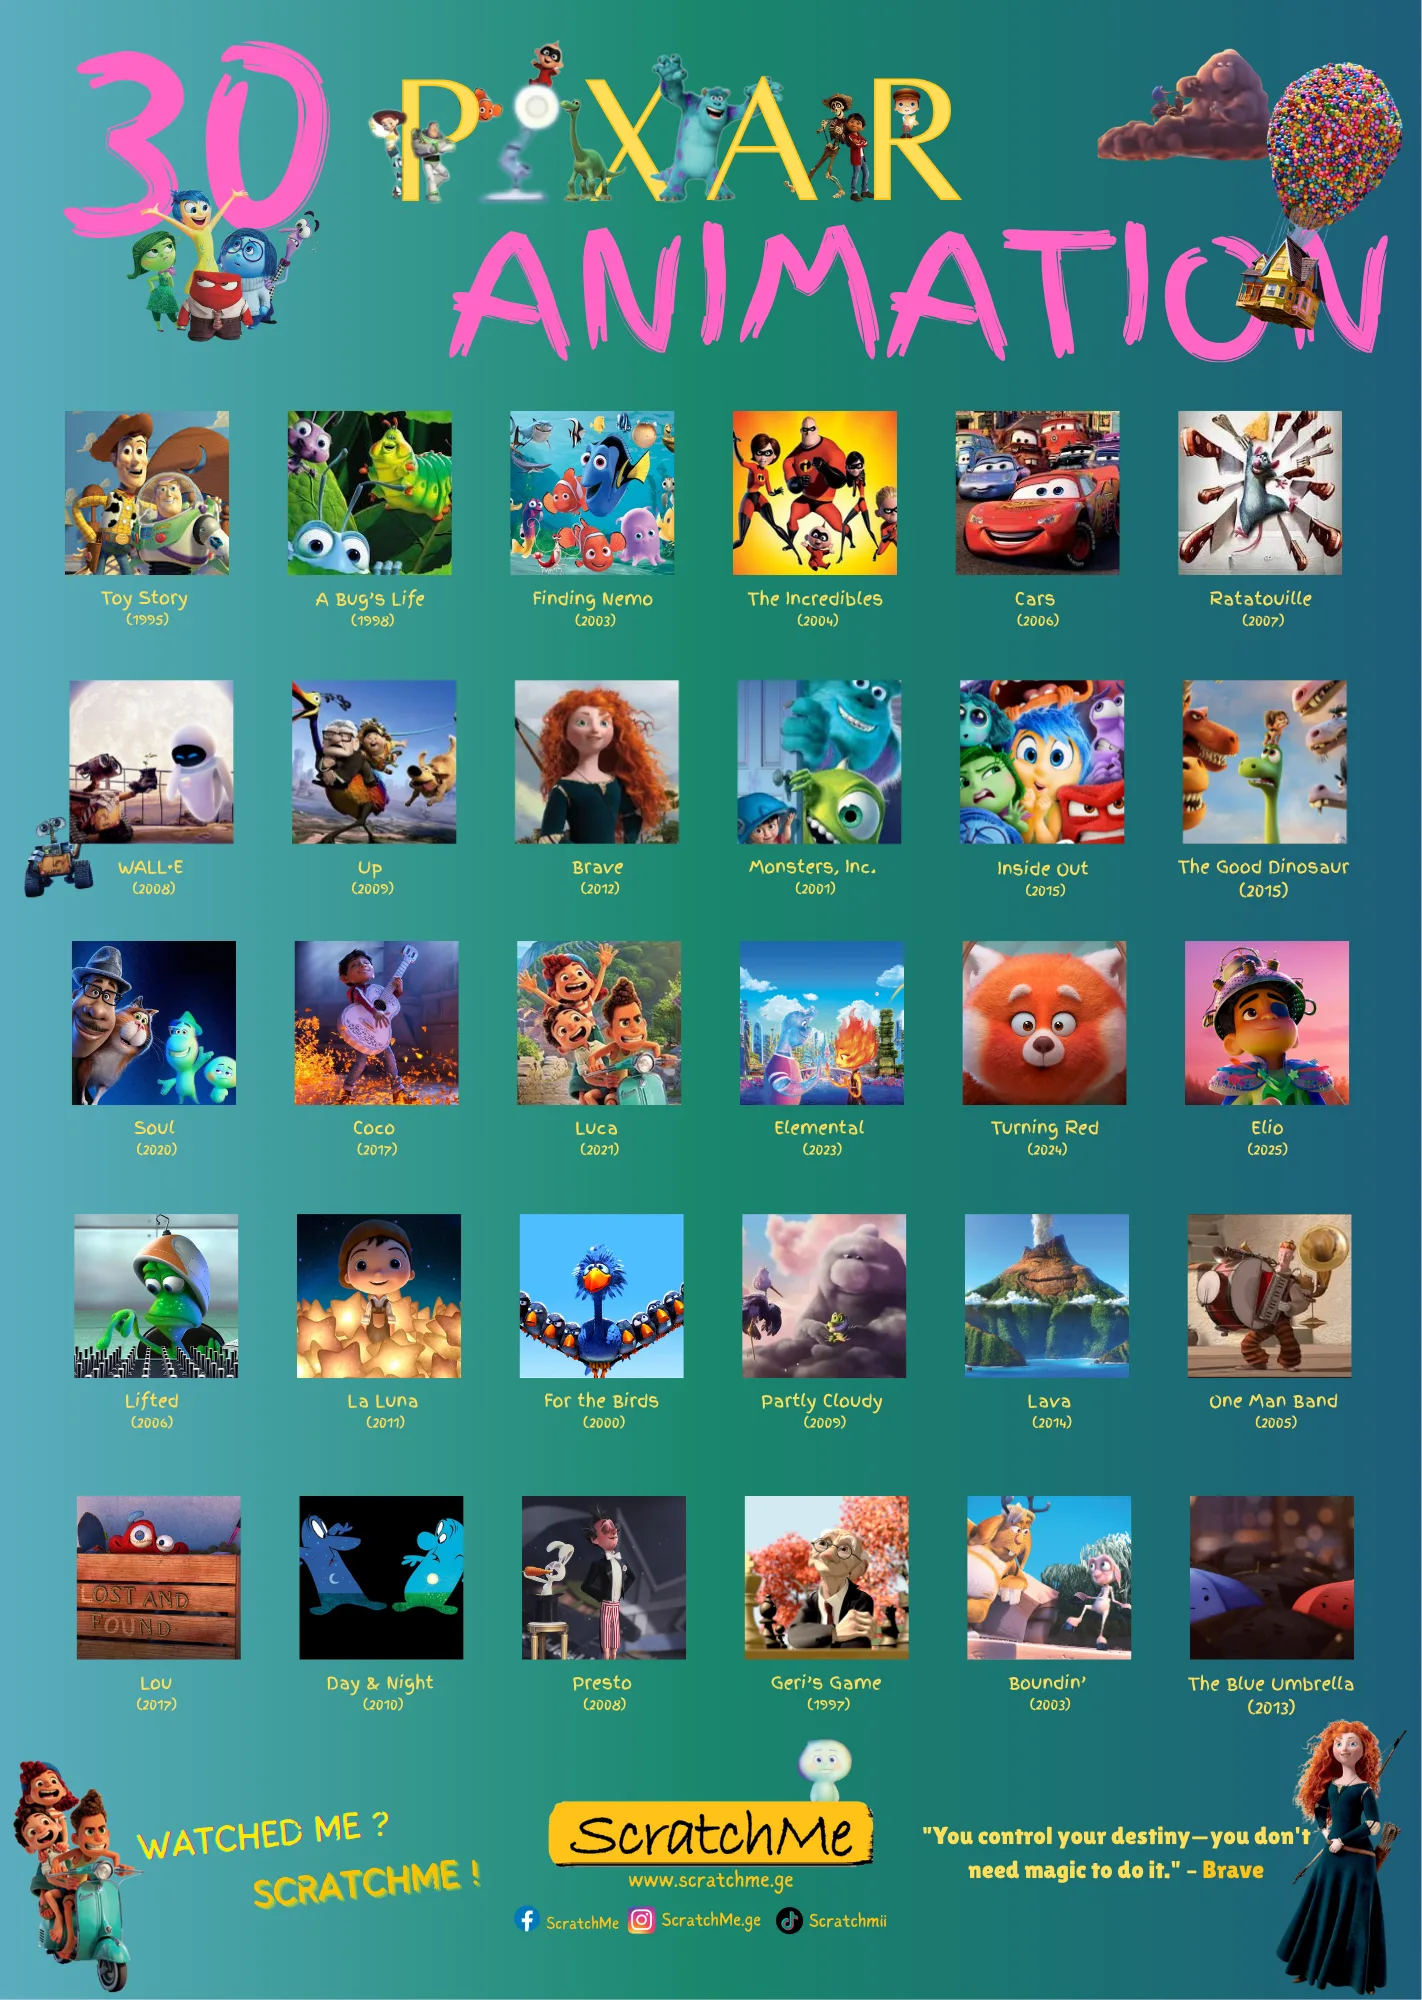 30 PIXAR
ANIMATION
Toy Story
(1995)
A Bug's Life
(1998)
Finding Nemo
(2003)
The Incredibles
(2004)
Cars
(2006)
Ratatouille
(2007)
WALL•E
(2008)
Up
(2009)
Brave
(2012)
Monsters, Inc.
(2001)
Inside Out
(2015)
The Good Dinosaur
(2015)
Soul
(2020)
Coco
(2017)
Luca
(2021)
Elemental
(2023)
Turning Red
(2024)
Elio
(2025)
Lifted
(2006)
La Luna
(2011)
For the Birds
(2000)
Partly Cloudy
(2009)
Lava
(2014)
One Man Band
(2005)
LOST AND
FOUND
Lou
(2017)
Day & Night
(2010)
Presto
(2008)
Geri's Game
(1997)
Boundin'
(2003)
The Blue Umbrella
(2013)
WATCHED ME ?
SCRATCHME !
ScratchMe
www.scratchme.ge
ScratchMe ScratchMe.ge Scratchmii
"You control your destiny—you don't
need magic to do it." - Brave